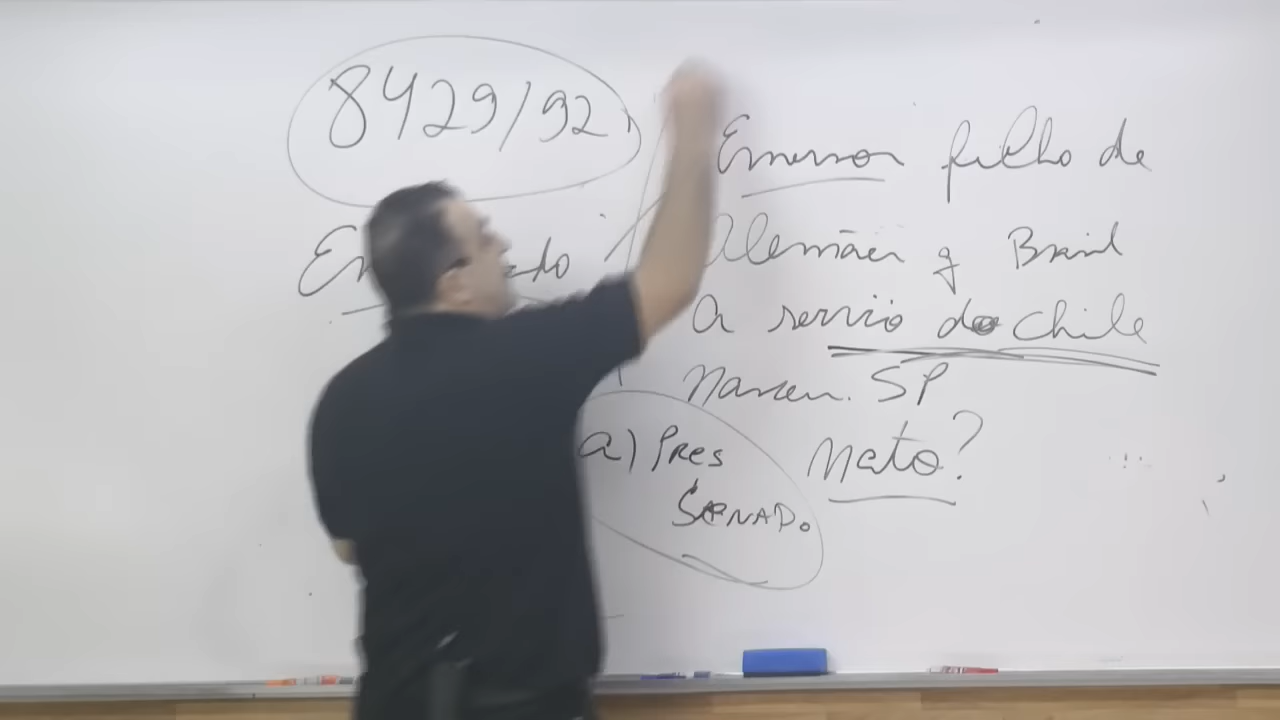 8429/92
Emerson filho de
Alemães q Brasil
A serviço do Chile
Nasceu. SP
Nato?
a) Pres
SENADO